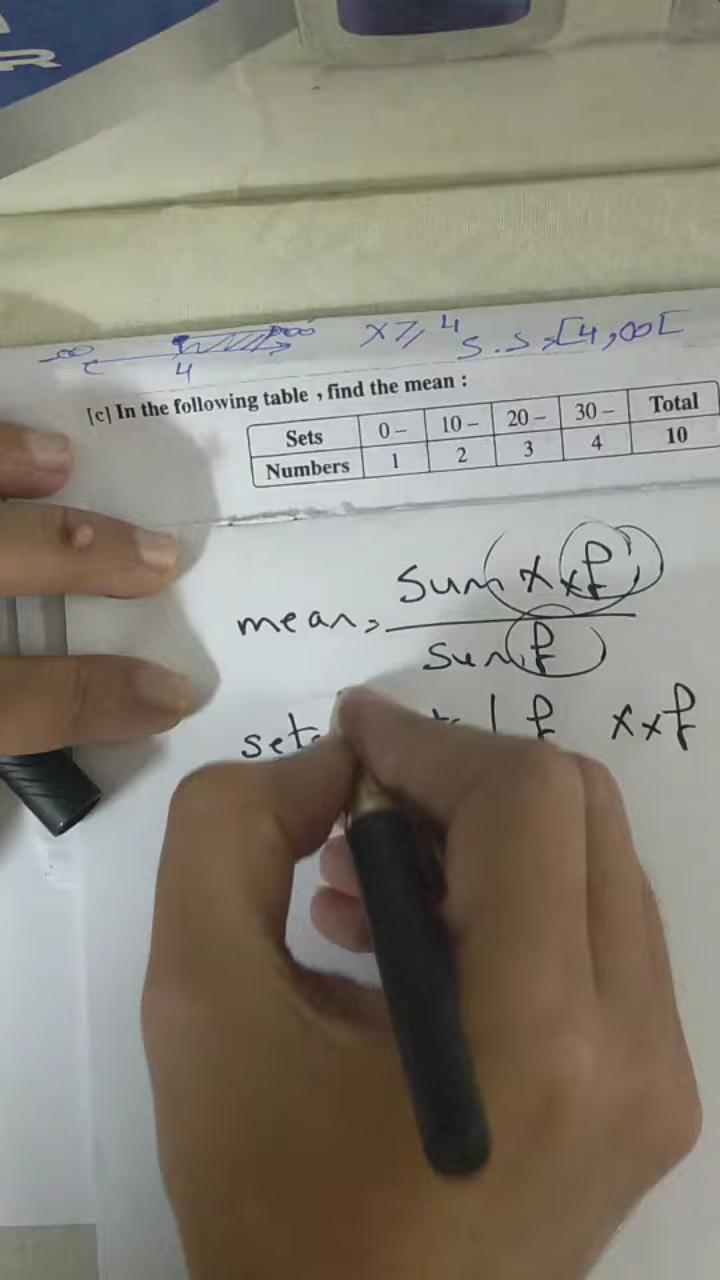 x ⩾ 4
S.S = [4, ∞[
-∞ 4 ∞
[c] In the following table , find the mean :
Sets 0 – 10 – 20 – 30 – Total
Numbers 1 2 3 4 10
mean = sum (x × f)
sum f
sets f x × f